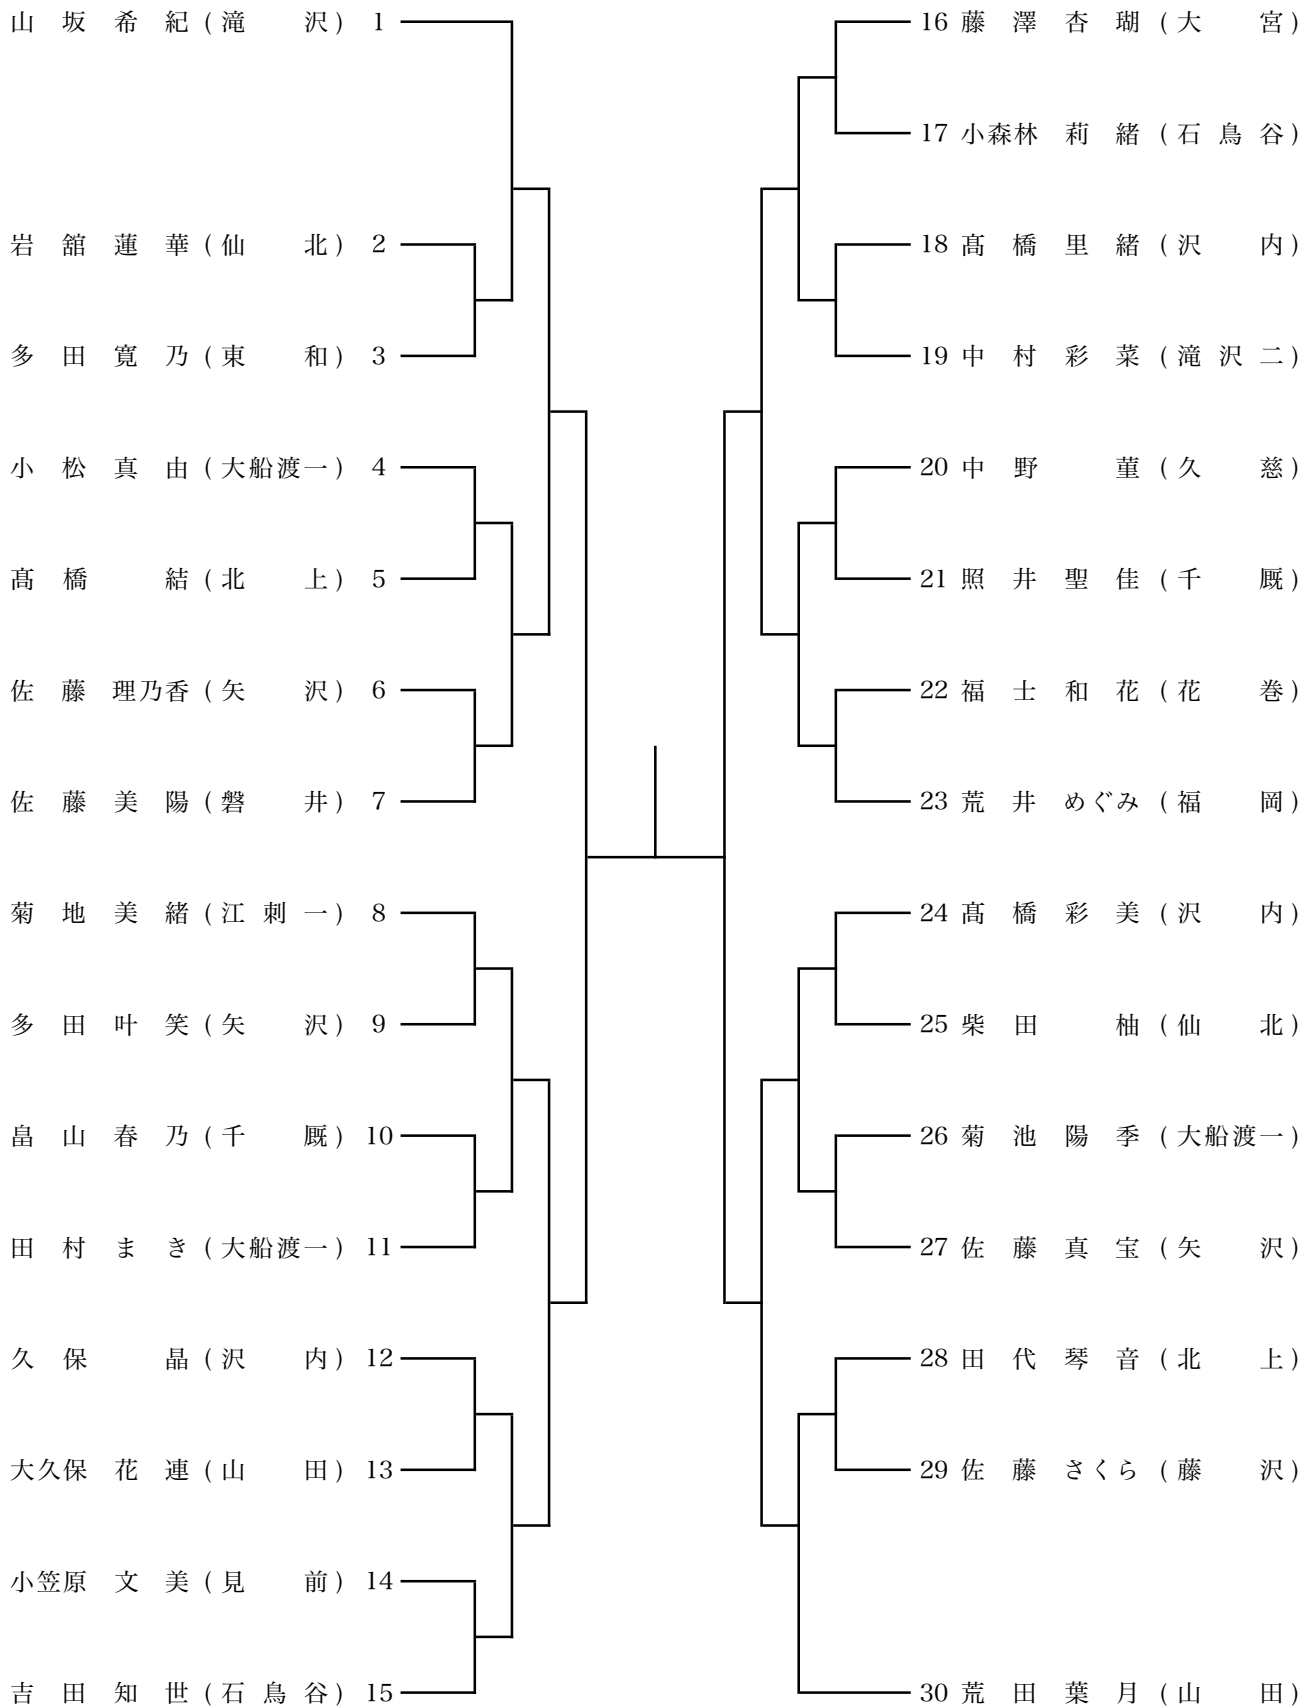 山坂希紀(滝沢) 1
岩舘蓮華(仙北) 2
多田寛乃(東和) 3
小松真由(大船渡一) 4
髙橋結(北上) 5
佐藤理乃香(矢沢) 6
佐藤美陽(磐井) 7
菊地美緒(江刺一) 8
多田叶笑(矢沢) 9
畠山春乃(千厩) 10
田村まき(大船渡一) 11
久保晶(沢内) 12
大久保花連(山田) 13
小笠原文美(見前) 14
吉田知世(石鳥谷) 15
16 藤澤杏瑚(大宮)
17 小森林莉緒(石鳥谷)
18 髙橋里緒(沢内)
19 中村彩菜(滝沢二)
20 中野菫(久慈)
21 照井聖佳(千厩)
22 福士和花(花巻)
23 荒井めぐみ(福岡)
24 髙橋彩美(沢内)
25 柴田柚(仙北)
26 菊池陽季(大船渡一)
27 佐藤真宝(矢沢)
28 田代琴音(北上)
29 佐藤さくら(藤沢)
30 荒田葉月(山田)